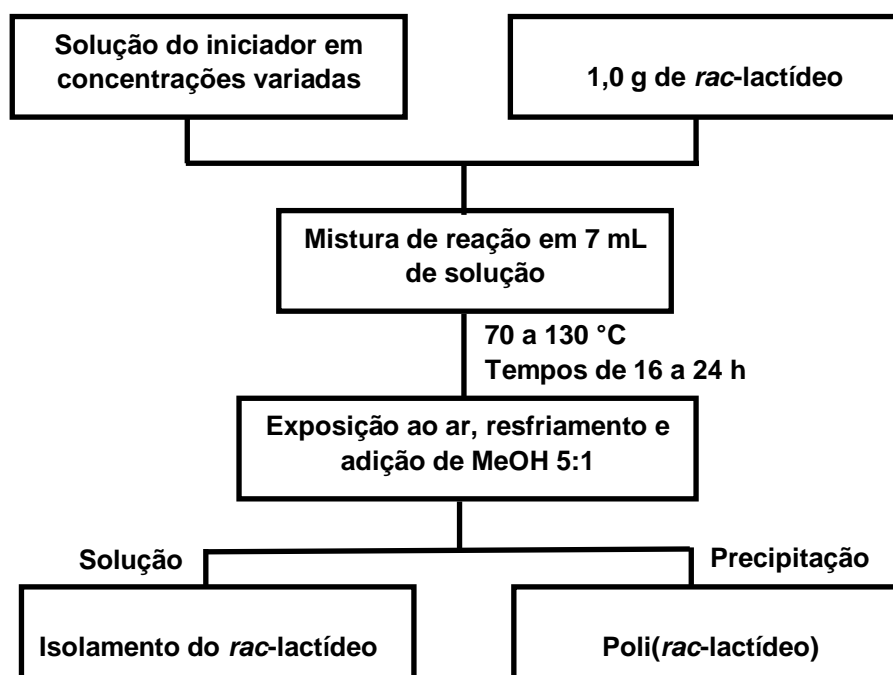 Solução do iniciador em
concentrações variadas
1,0 g de rac-lactídeo
Mistura de reação em 7 mL
de solução
70 a 130 °C
Tempos de 16 a 24 h
Exposição ao ar, resfriamento e
adição de MeOH 5:1
Solução
Precipitação
Isolamento do rac-lactídeo
Poli(rac-lactídeo)